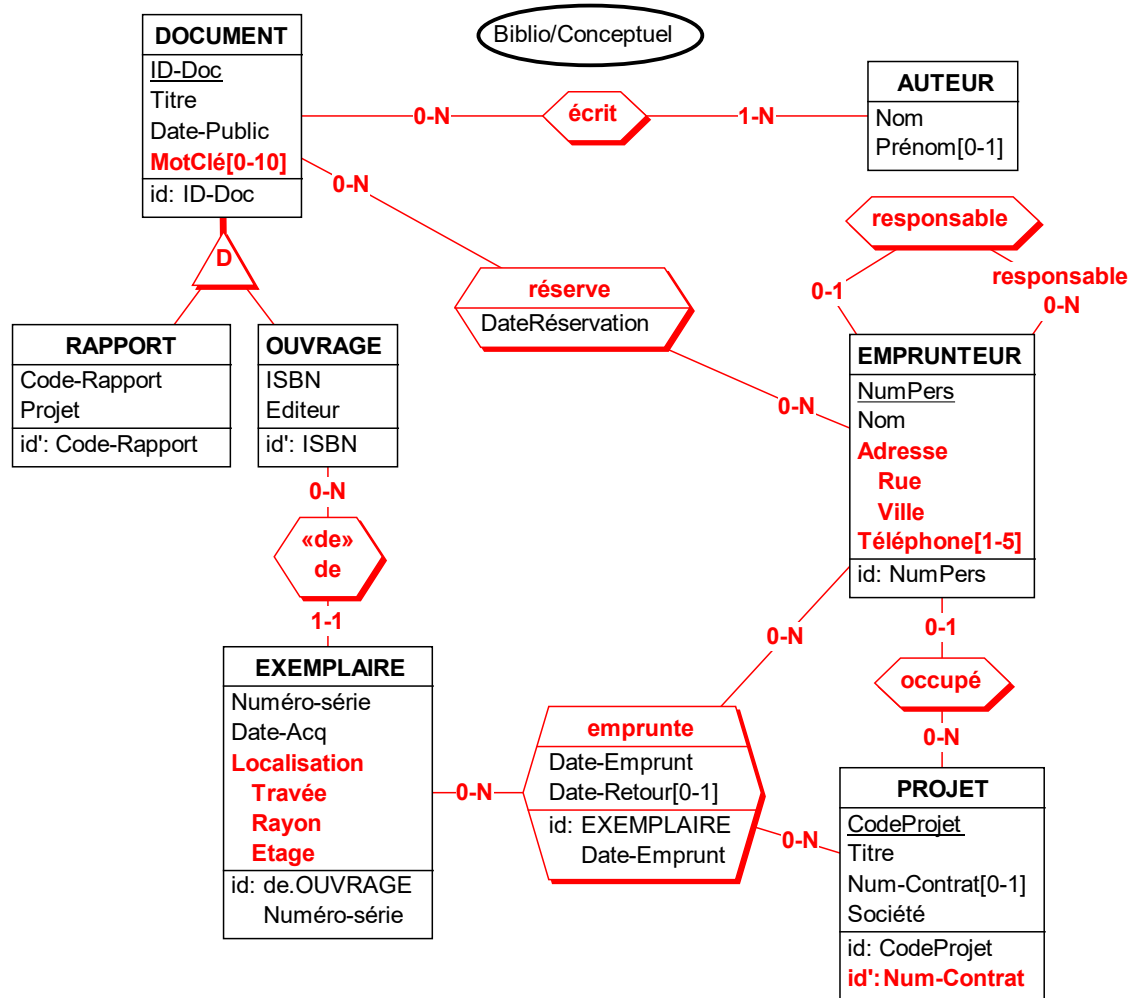 Biblio/Conceptuel
DOCUMENT
ID-Doc
Titre
Date-Public
MotClé[0-10]
id: ID-Doc
0-N
écrit
1-N
AUTEUR
Nom
Prénom[0-1]
0-N
réserve
DateRéservation
0-N
responsable
0-1
responsable
0-N
D
RAPPORT
Code-Rapport
Projet
id': Code-Rapport
OUVRAGE
ISBN
Editeur
id': ISBN
EMPRUNTEUR
NumPers
Nom
Adresse
Rue
Ville
Téléphone[1-5]
id: NumPers
0-N
«de»
de
1-1
0-1
occupé
0-N
EXEMPLAIRE
Numéro-série
Date-Acq
Localisation
Travée
Rayon
Etage
id: de.OUVRAGE
Numéro-série
0-N
emprunte
Date-Emprunt
Date-Retour[0-1]
id: EXEMPLAIRE
Date-Emprunt
0-N
0-N
PROJET
CodeProjet
Titre
Num-Contrat[0-1]
Société
id: CodeProjet
id': Num-Contrat